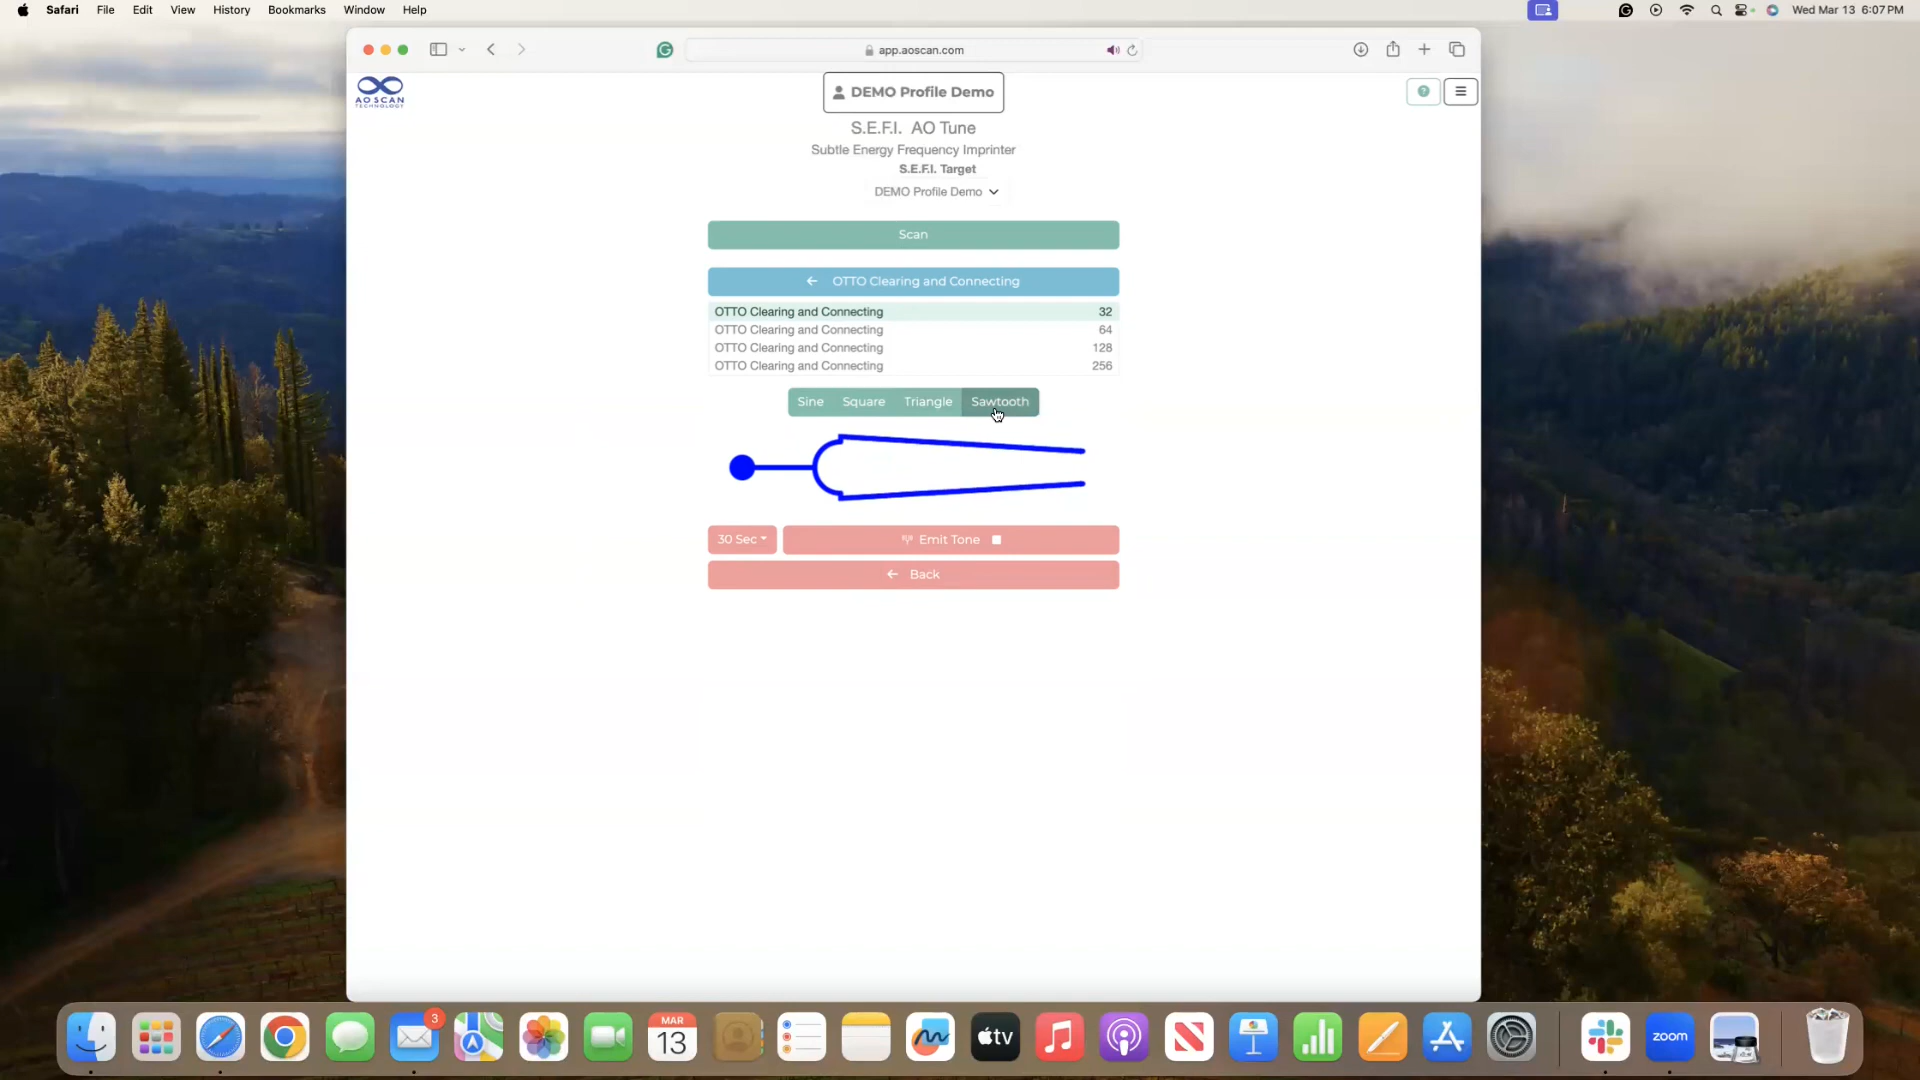 Safari File Edit View History Bookmarks Window Help Wed Mar 13 6:07 PM
app.aoscan.com
AO SCAN
TECHNOLOGY
DEMO Profile Demo
S.E.F.I. AO Tune
Subtle Energy Frequency Imprinter
S.E.F.I. Target
DEMO Profile Demo
Scan
OTTO Clearing and Connecting
OTTO Clearing and Connecting 32
OTTO Clearing and Connecting 64
OTTO Clearing and Connecting 128
OTTO Clearing and Connecting 256
Sine Square Triangle Sawtooth
30 Sec Emit Tone
Back
3
MAR
13
tv
zoom